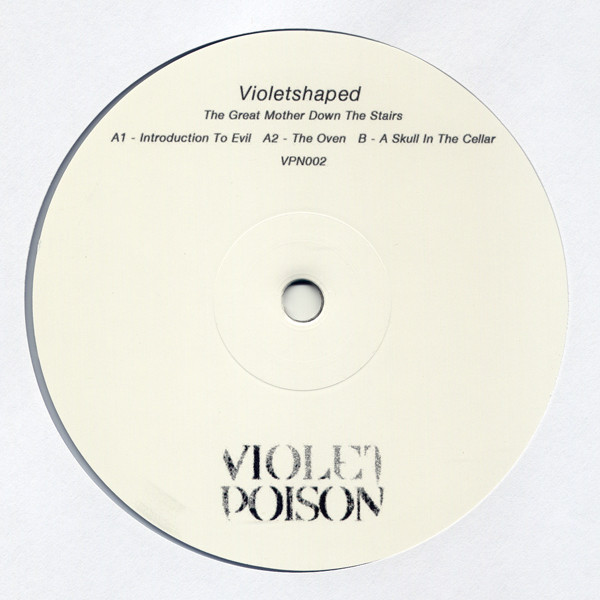 Violetshaped
The Great Mother Down The Stairs
A1 - Introduction To Evil   A2 - The Oven   B - A Skull In The Cellar
VPN002
VIOLET
POISON